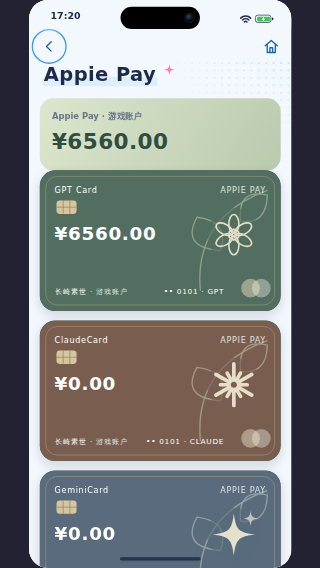 17:20
Appie Pay
Appie Pay · 游戏账户
¥6560.00
GPT Card
APPIE PAY
¥6560.00
长崎素世 · 游戏账户
•• 0101 · GPT
ClaudeCard
APPIE PAY
¥0.00
长崎素世 · 游戏账户
•• 0101 · CLAUDE
GeminiCard
APPIE PAY
¥0.00